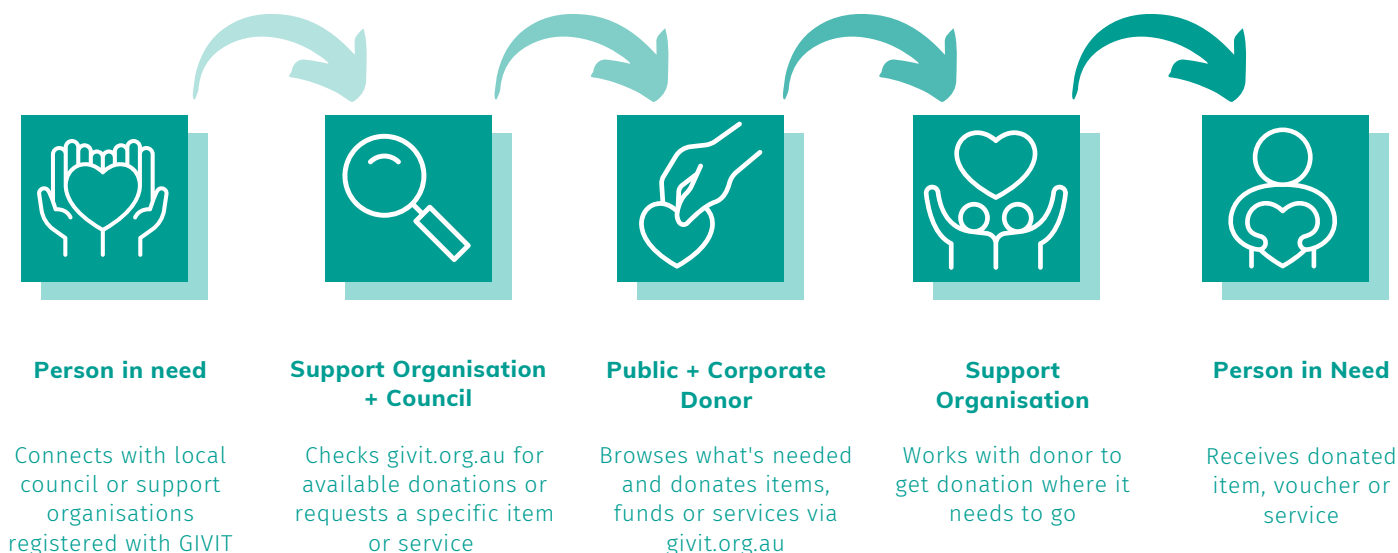 Person in need
Connects with local
council or support
organisations
registered with GIVIT
Support Organisation
+ Council
Checks givit.org.au for
available donations or
requests a specific item
or service
Public + Corporate
Donor
Browses what's needed
and donates items,
funds or services via
givit.org.au
Support
Organisation
Works with donor to
get donation where it
needs to go
Person in Need
Receives donated
item, voucher or
service